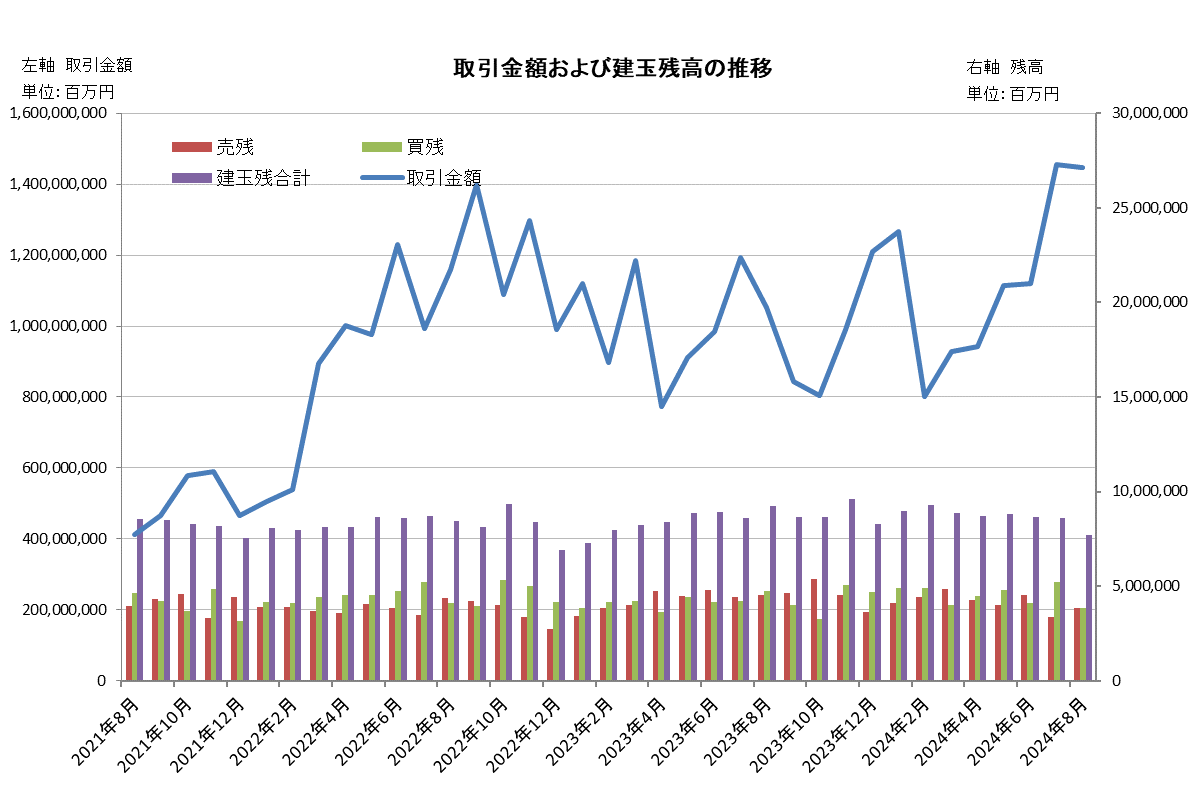 取引金額および建玉残高の推移
左軸 取引金額
単位: 百万円
右軸 残高
単位: 百万円
1,600,000,000
1,400,000,000
1,200,000,000
1,000,000,000
800,000,000
600,000,000
400,000,000
200,000,000
0
売残
買残
建玉残合計
取引金額
30,000,000
25,000,000
20,000,000
15,000,000
10,000,000
5,000,000
0
2021年8月
2021年10月
2021年12月
2022年2月
2022年4月
2022年6月
2022年8月
2022年10月
2022年12月
2023年2月
2023年4月
2023年6月
2023年8月
2023年10月
2023年12月
2024年2月
2024年4月
2024年6月
2024年8月